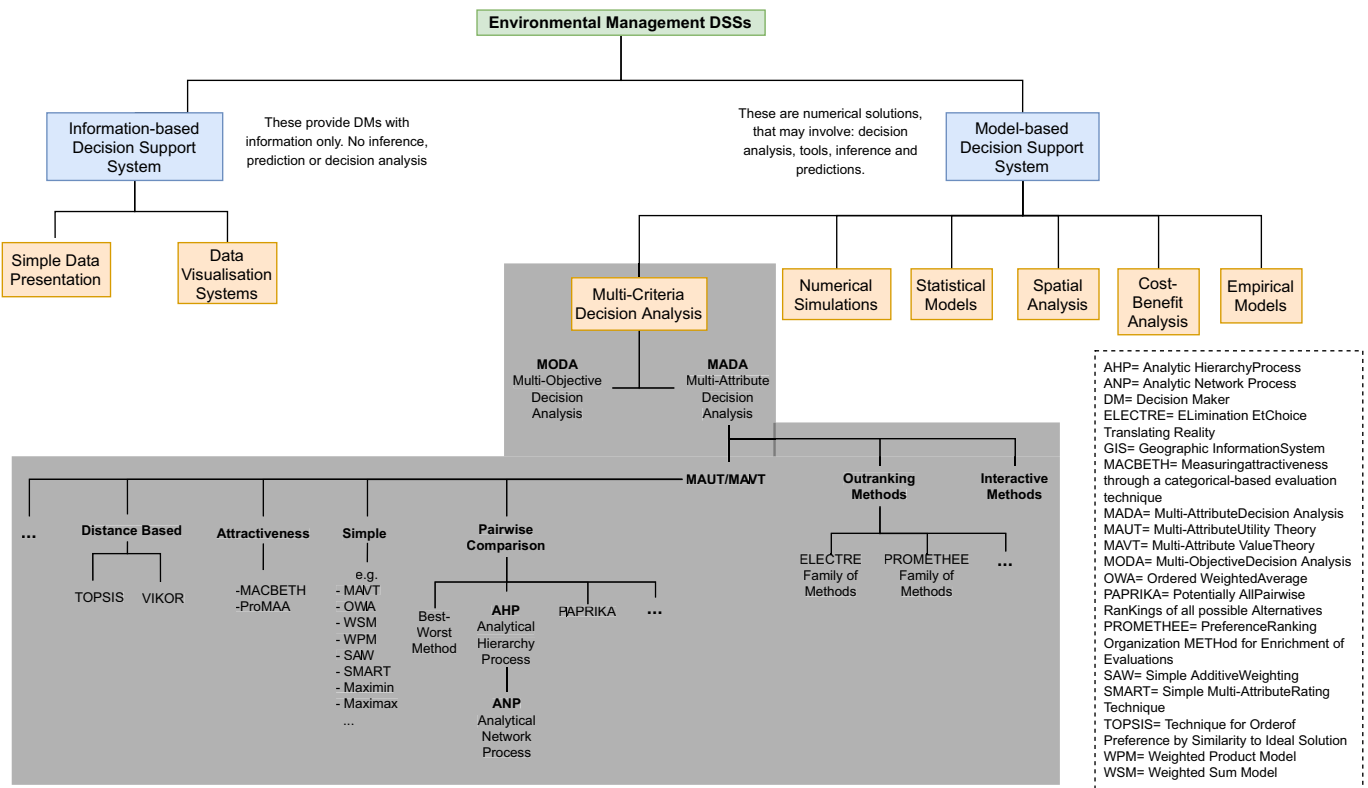 Environmental Management DSSs
Information-based
Decision Support
System
These provide DMs with
information only. No inference,
prediction or decision analysis
These are numerical solutions,
that may involve: decision
analysis, tools, inference and
predictions.
Model-based
Decision Support
System
Simple Data
Presentation
Data
Visualisation
Systems
Multi-Criteria
Decision Analysis
Numerical
Simulations
Statistical
Models
Spatial
Analysis
Cost-
Benefit
Analysis
Empirical
Models
MODA
Multi-Objective
Decision
Analysis
MADA
Multi-Attribute
Decision
Analysis
MAUT/MAVT
Outranking
Methods
Interactive
Methods
...
Distance Based
Attractiveness
Simple
Pairwise
Comparison
TOPSIS
VIKOR
-MACBETH
-ProMAA
e.g.
- MAVT
- OWA
- WSM
- WPM
- SAW
- SMART
- Maximin
- Maximax
...
Best-
Worst
Method
AHP
Analytical
Hierarchy
Process
ANP
Analytical
Network
Process
PAPRIKA
...
ELECTRE
Family of
Methods
PROMETHEE
Family of
Methods
...
AHP= Analytic HierarchyProcess
ANP= Analytic Network Process
DM= Decision Maker
ELECTRE= ELimination EtChoice
Translating Reality
GIS= Geographic InformationSystem
MACBETH= Measuringattractiveness
through a categorical-based evaluation
technique
MADA= Multi-AttributeDecision Analysis
MAUT= Multi-AttributeUtility Theory
MAVT= Multi-Attribute ValueTheory
MODA= Multi-ObjectiveDecision Analysis
OWA= Ordered WeightedAverage
PAPRIKA= Potentially AllPairwise
RanKings of all possible Alternatives
PROMETHEE= PreferenceRanking
Organization METHod for Enrichment of
Evaluations
SAW= Simple AdditiveWeighting
SMART= Simple Multi-AttributeRating
Technique
TOPSIS= Technique for Orderof
Preference by Similarity to Ideal Solution
WPM= Weighted Product Model
WSM= Weighted Sum Model